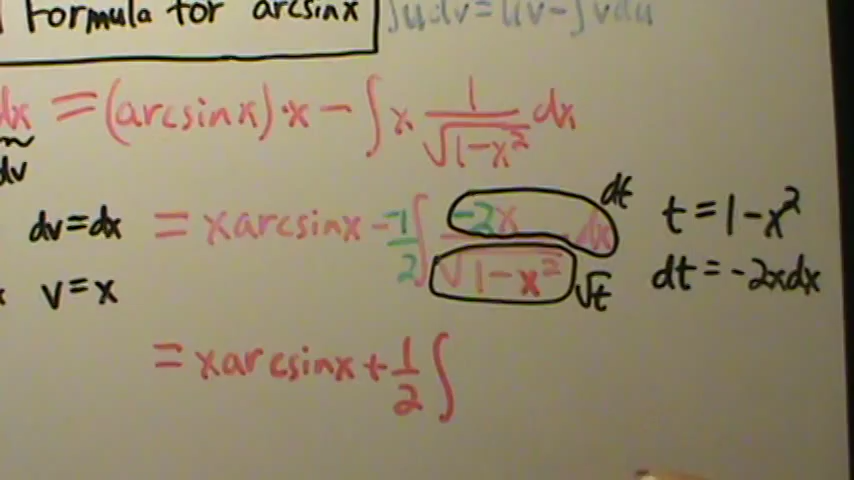 Formula for arcsinx ∫udv=uv-∫vdu
dx =(arcsinx)·x-∫x 1/√(1-x²) dx
dv
dv=dx = xarcsinx - -1/2 ∫ -2x/√(1-x²) dx dt t=1-x²
v=x √t dt=-2xdx
= xarcsinx+1/2 ∫